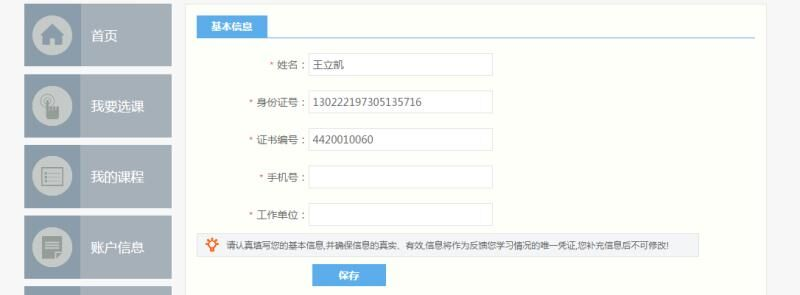 首页
我要选课
我的课程
账户信息
基本信息
* 姓名：王立凯
* 身份证号：130222197305135716
* 证书编号：4420010060
* 手机号：
* 工作单位：
请认真填写您的基本信息,并确保信息的真实、有效,信息将作为反馈您学习情况的唯一凭证,您补充信息后不可修改!
保存